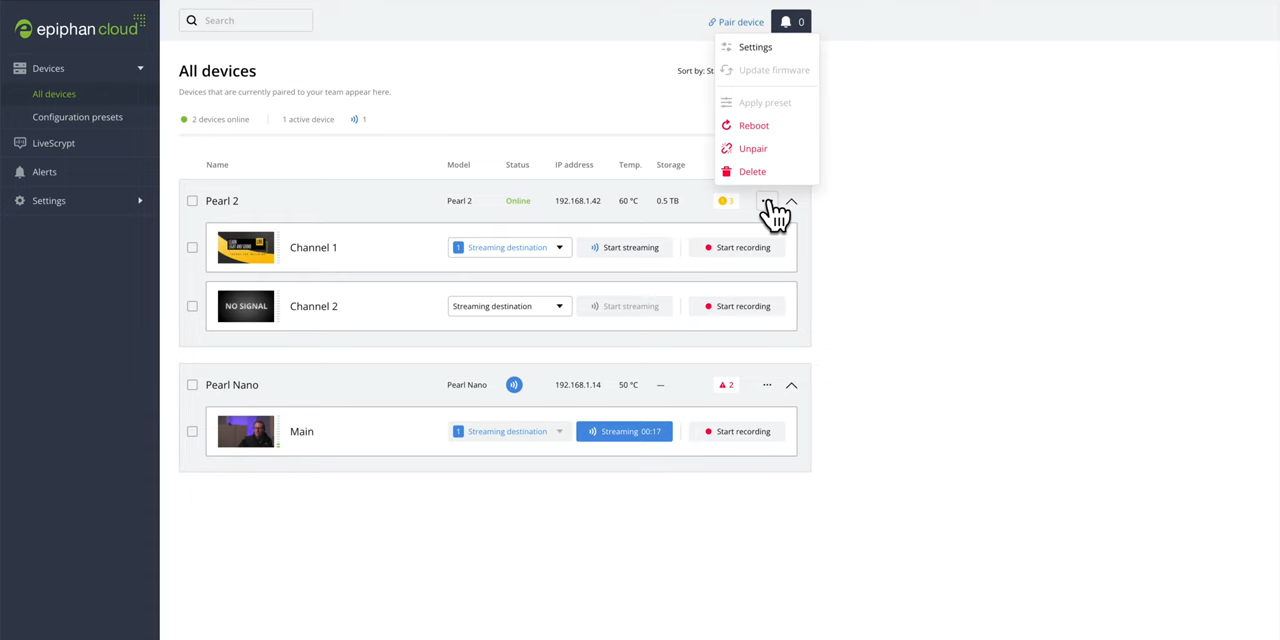 epiphan cloud
Search
Pair device
0
Devices
All devices
Configuration presets
LiveScrypt
Alerts
Settings
All devices
Sort by: St
Devices that are currently paired to your team appear here.
2 devices online
1 active device
1
Settings
Update firmware
Apply preset
Reboot
Unpair
Delete
Name Model Status IP address Temp. Storage
Pearl 2 Pearl 2 Online 192.168.1.42 60 °C 0.5 TB 3
Channel 1 1 Streaming destination Start streaming Start recording
NO SIGNAL Channel 2 Streaming destination Start streaming Start recording
Pearl Nano Pearl Nano 192.168.1.14 50 °C — 2 ...
Main 1 Streaming destination Streaming 00:17 Start recording